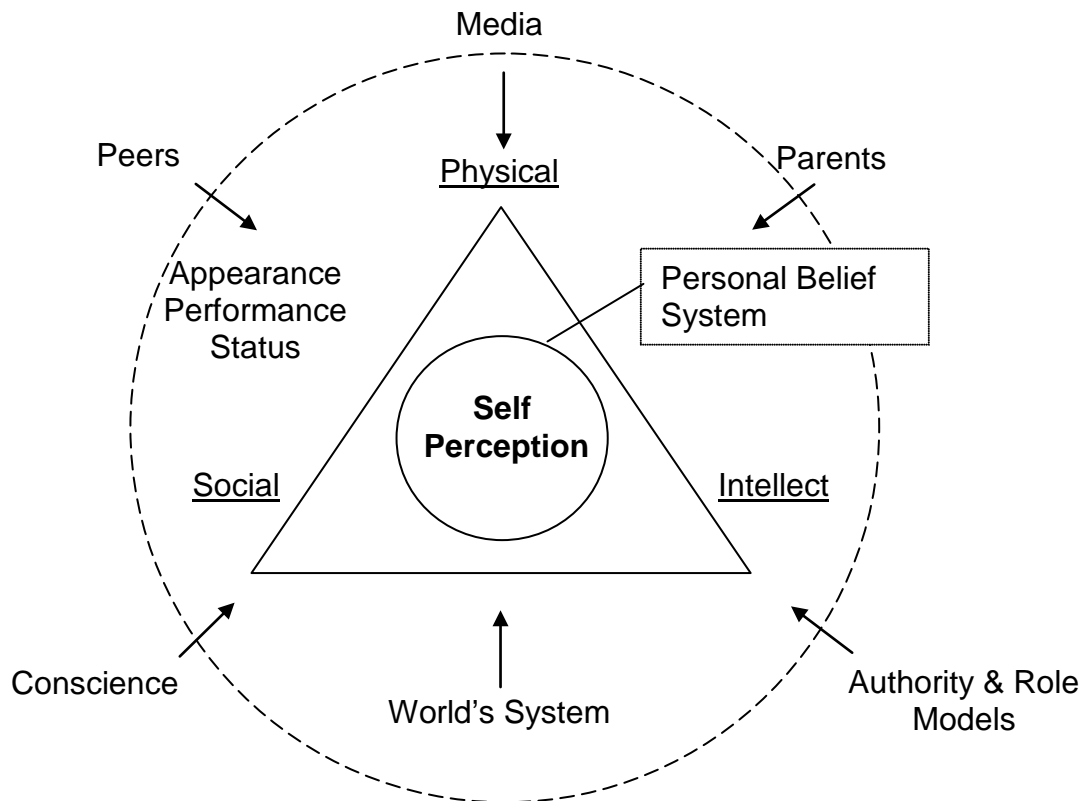 Media
Peers
Parents
Physical
Appearance
Performance
Status
Personal Belief
System
Self
Perception
Social
Intellect
Conscience
World’s System
Authority & Role
Models